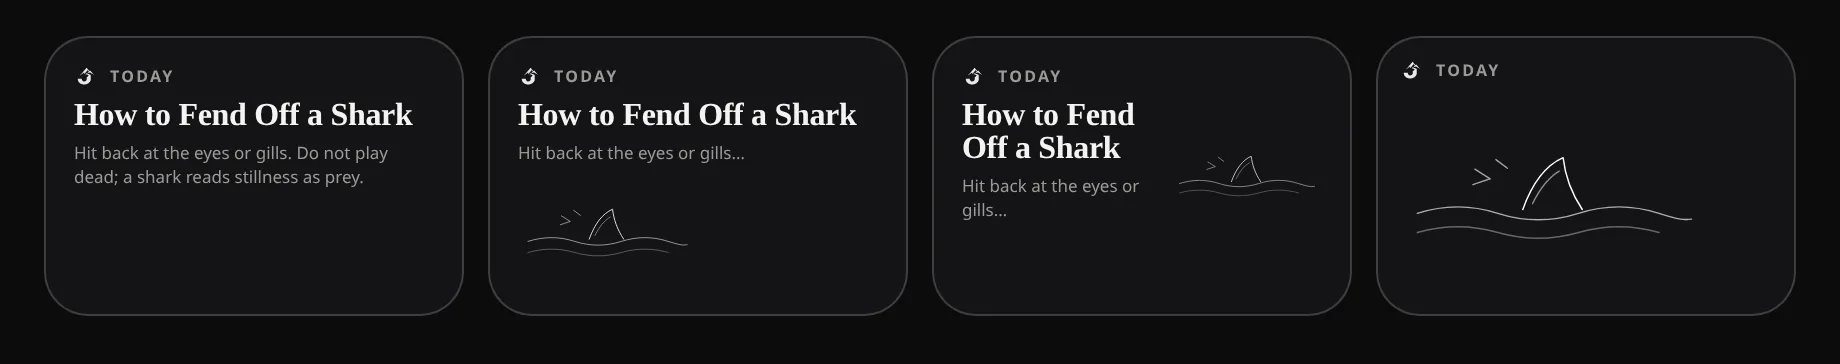 TODAY
How to Fend Off a Shark
Hit back at the eyes or gills. Do not play
dead; a shark reads stillness as prey.
TODAY
How to Fend Off a Shark
Hit back at the eyes or gills...
TODAY
How to Fend
Off a Shark
Hit back at the eyes or
gills...
TODAY